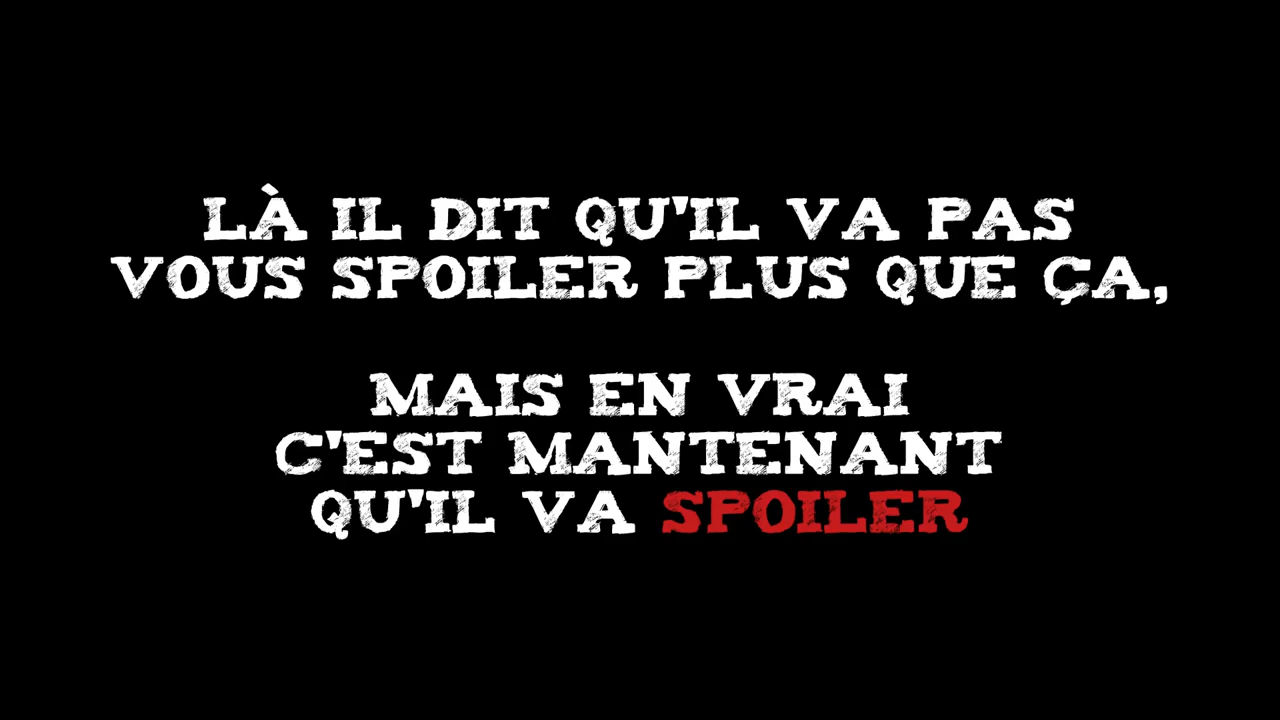 LÀ IL DIT QU'IL VA PAS
VOUS SPOILER PLUS QUE ÇA,
MAIS EN VRAI
C'EST MANTENANT
QU'IL VA SPOILER